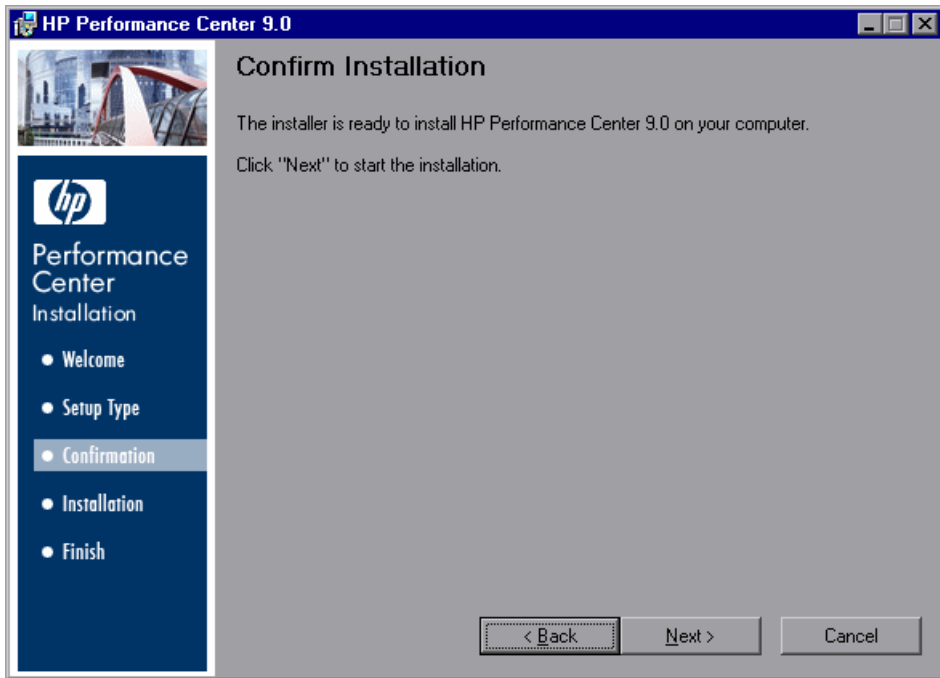 HP Performance Center 9.0
Confirm Installation
The installer is ready to install HP Performance Center 9.0 on your computer.
Click "Next" to start the installation.
hp
Performance
Center
Installation
Welcome
Setup Type
Confirmation
Installation
Finish
< Back
Next >
Cancel